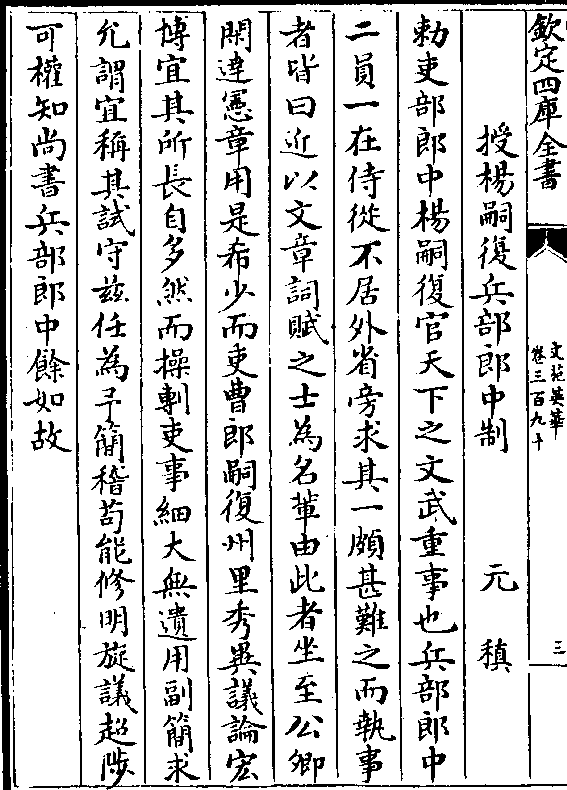 欽定四庫全書
文苑英華
卷三百九十
三
授楊嗣復兵部郎中制
元稹
勅吏部郎中楊嗣復官天下之文武重事也兵部郎中
二員一在侍從不居外省旁求其一頗甚難之而執事
者皆曰近以文章詞賦之士為名輩由此者坐至公卿
閑達憲章用是希少而吏曹郎嗣復州里秀異議論宏
博宜其所長自多然而操剸吏事細大無遺用副簡求
允謂宜稱其試守兹任為予簡稽苟能修明旋議超陟
可權知尚書兵部郎中餘如故